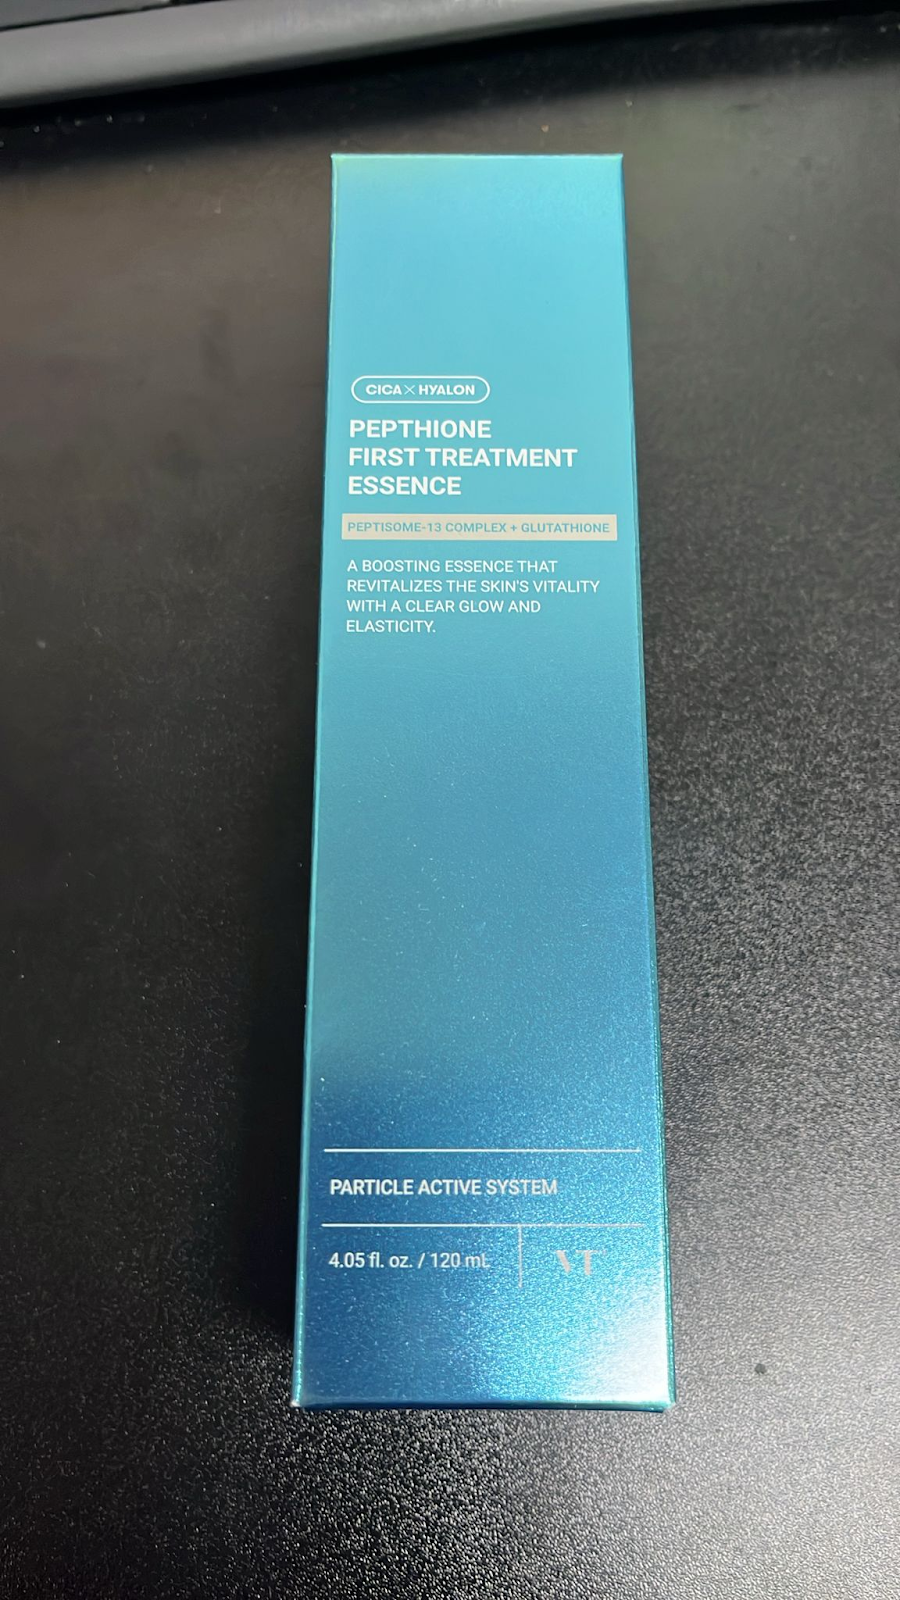 CICA×HYALON
PEPTHIONE
FIRST TREATMENT
ESSENCE
PEPTISOME-13 COMPLEX + GLUTATHIONE
A BOOSTING ESSENCE THAT
REVITALIZES THE SKIN'S VITALITY
WITH A CLEAR GLOW AND
ELASTICITY.
PARTICLE ACTIVE SYSTEM
4.05 fl. oz. / 120 mL
VT